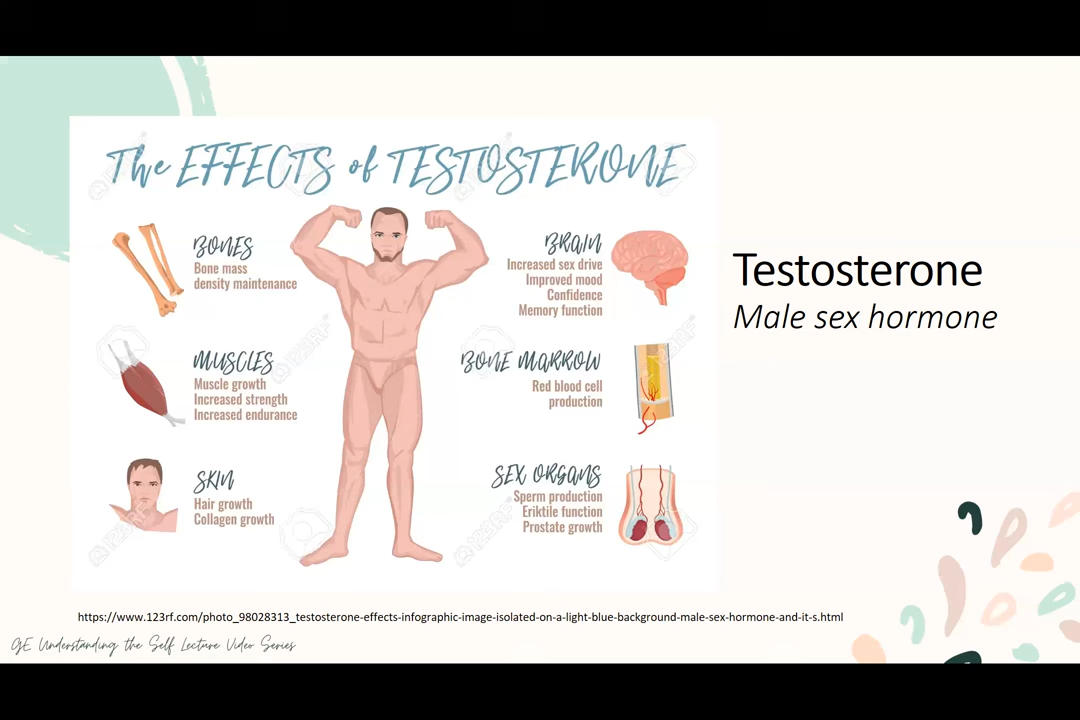 The EFFECTS of TESTOSTERONE
BONES
Bone mass
density maintenance
MUSCLES
Muscle growth
Increased strength
Increased endurance
SKIN
Hair growth
Collagen growth
BRAIN
Increased sex drive
Improved mood
Confidence
Memory function
BONE MARROW
Red blood cell
production
SEX ORGANS
Sperm production
Eriktile function
Prostate growth
Testosterone
Male sex hormone
https://www.123rf.com/photo_98028313_testosterone-effects-infographic-image-isolated-on-a-light-blue-background-male-sex-hormone-and-it-s.html
GE Understanding the Self Lecture Video Series
123RF